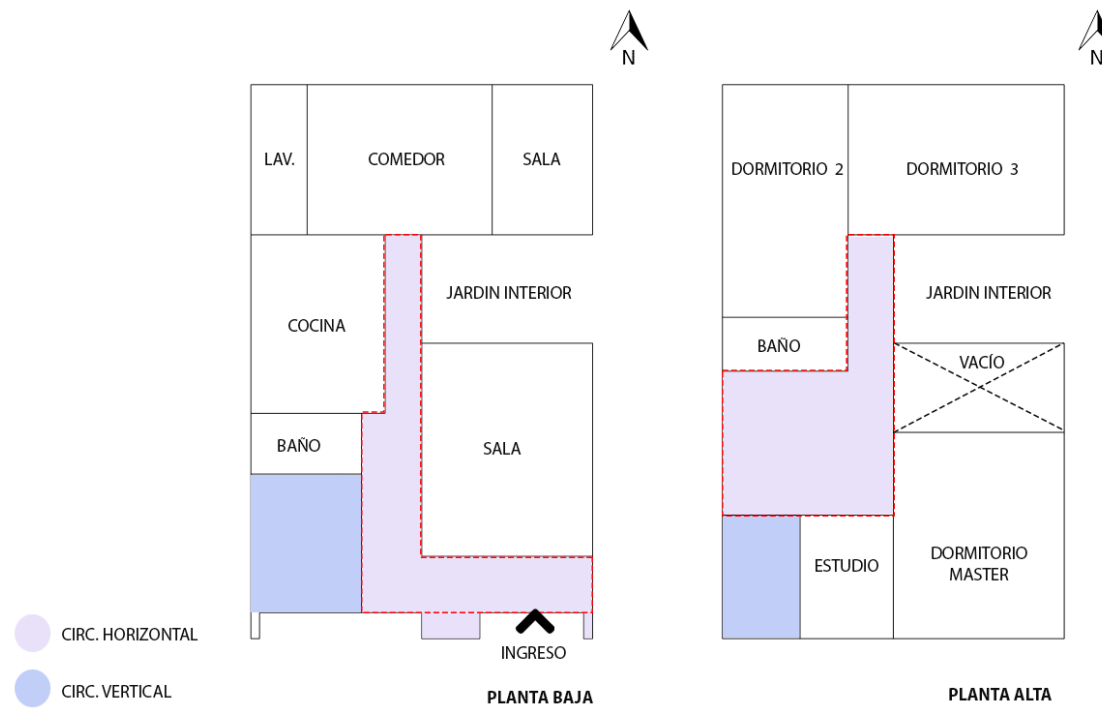 N
N
LAV.
COMEDOR
SALA
DORMITORIO 2
DORMITORIO 3
JARDIN INTERIOR
JARDIN INTERIOR
COCINA
BAÑO
VACÍO
BAÑO
SALA
ESTUDIO
DORMITORIO
MASTER
CIRC. HORIZONTAL
INGRESO
CIRC. VERTICAL
PLANTA BAJA
PLANTA ALTA